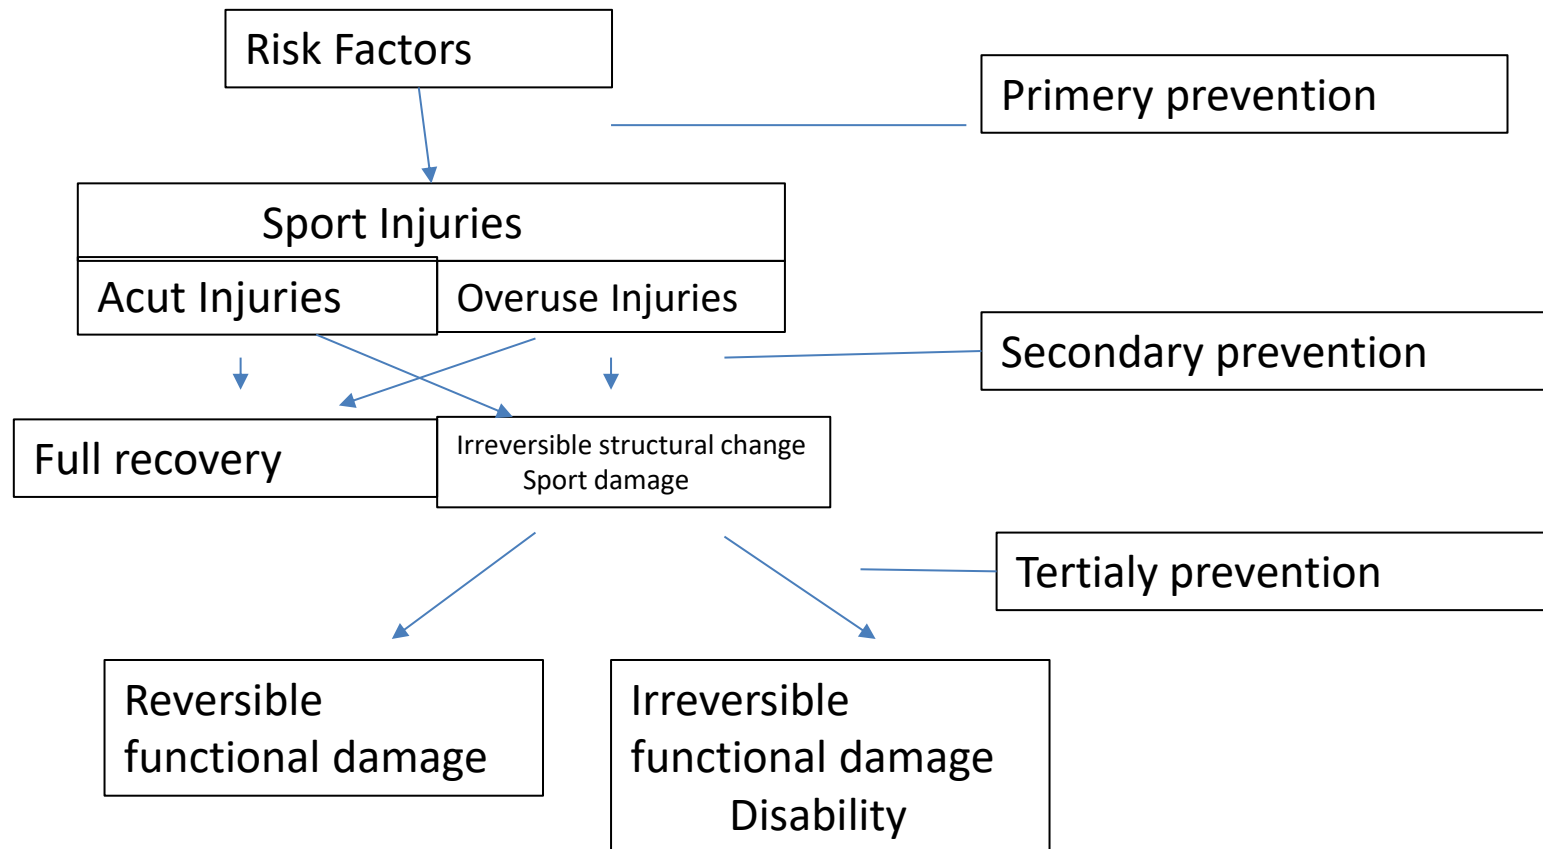 Risk Factors
Primery prevention
Sport Injuries
Acut Injuries
Overuse Injuries
Secondary prevention
Full recovery
Irreversible structural change
Sport damage
Tertialy prevention
Reversible
functional damage
Irreversible
functional damage
Disability